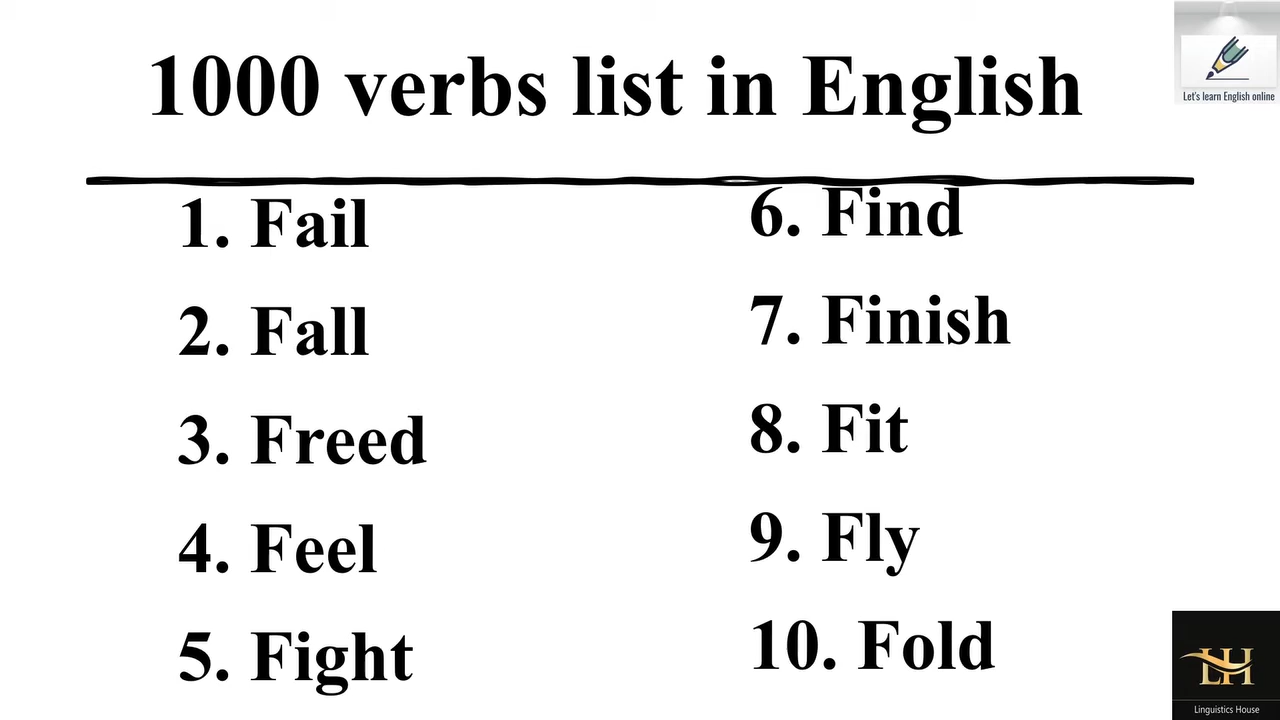 1000 verbs list in English
Let's learn English online
1. Fail
2. Fall
3. Freed
4. Feel
5. Fight
6. Find
7. Finish
8. Fit
9. Fly
10. Fold
LH
Linguistics House